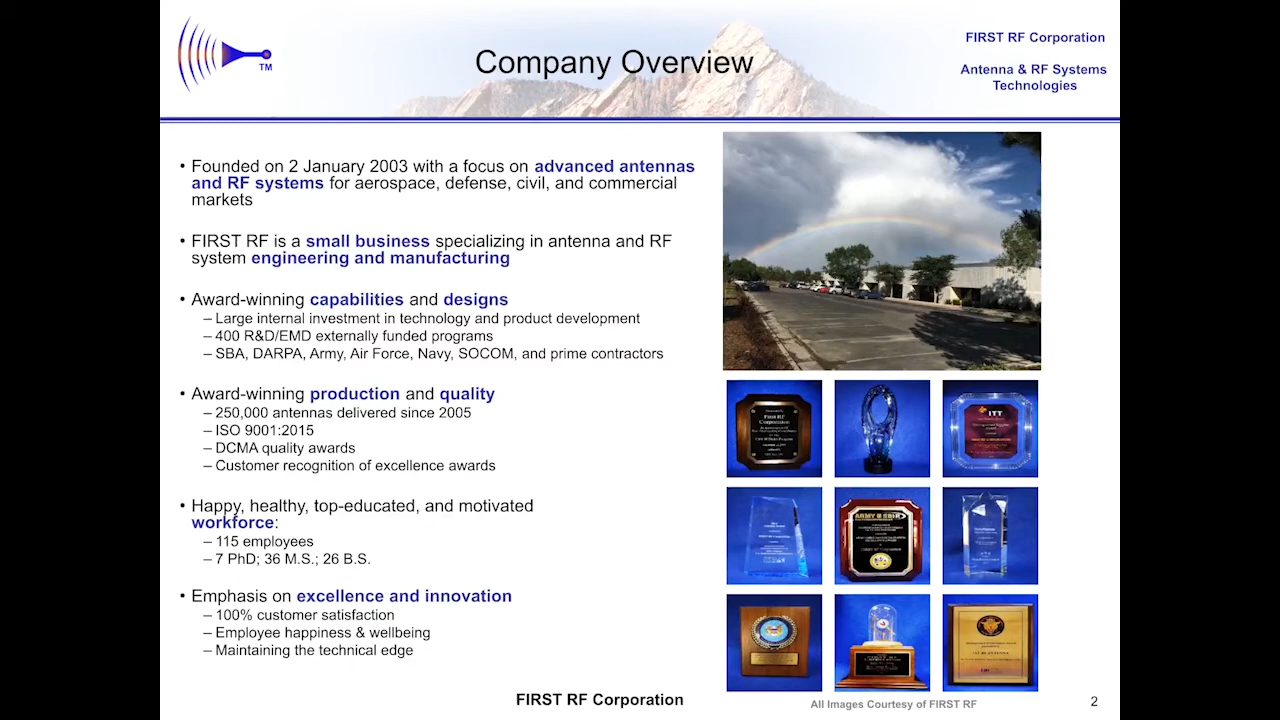 TM
Company Overview
FIRST RF Corporation
Antenna & RF Systems
Technologies
• Founded on 2 January 2003 with a focus on advanced antennas
and RF systems for aerospace, defense, civil, and commercial
markets
• FIRST RF is a small business specializing in antenna and RF
system engineering and manufacturing
• Award-winning capabilities and designs
– Large internal investment in technology and product development
– 400 R&D/EMD externally funded programs
– SBA, DARPA, Army, Air Force, Navy, SOCOM, and prime contractors
• Award-winning production and quality
– 250,000 antennas delivered since 2005
– ISO 9001:2015
– DCMA quality awards
– Customer recognition of excellence awards
• Happy, healthy, top-educated, and motivated
workforce:
– 115 employees
– 7 PhD; 36 M.S.; 26 B.S.
• Emphasis on excellence and innovation
– 100% customer satisfaction
– Employee happiness & wellbeing
– Maintaining the technical edge
First RF
Corporation
ITT
ARMY SBIR
FIRST RF Corporation
All Images Courtesy of FIRST RF
2